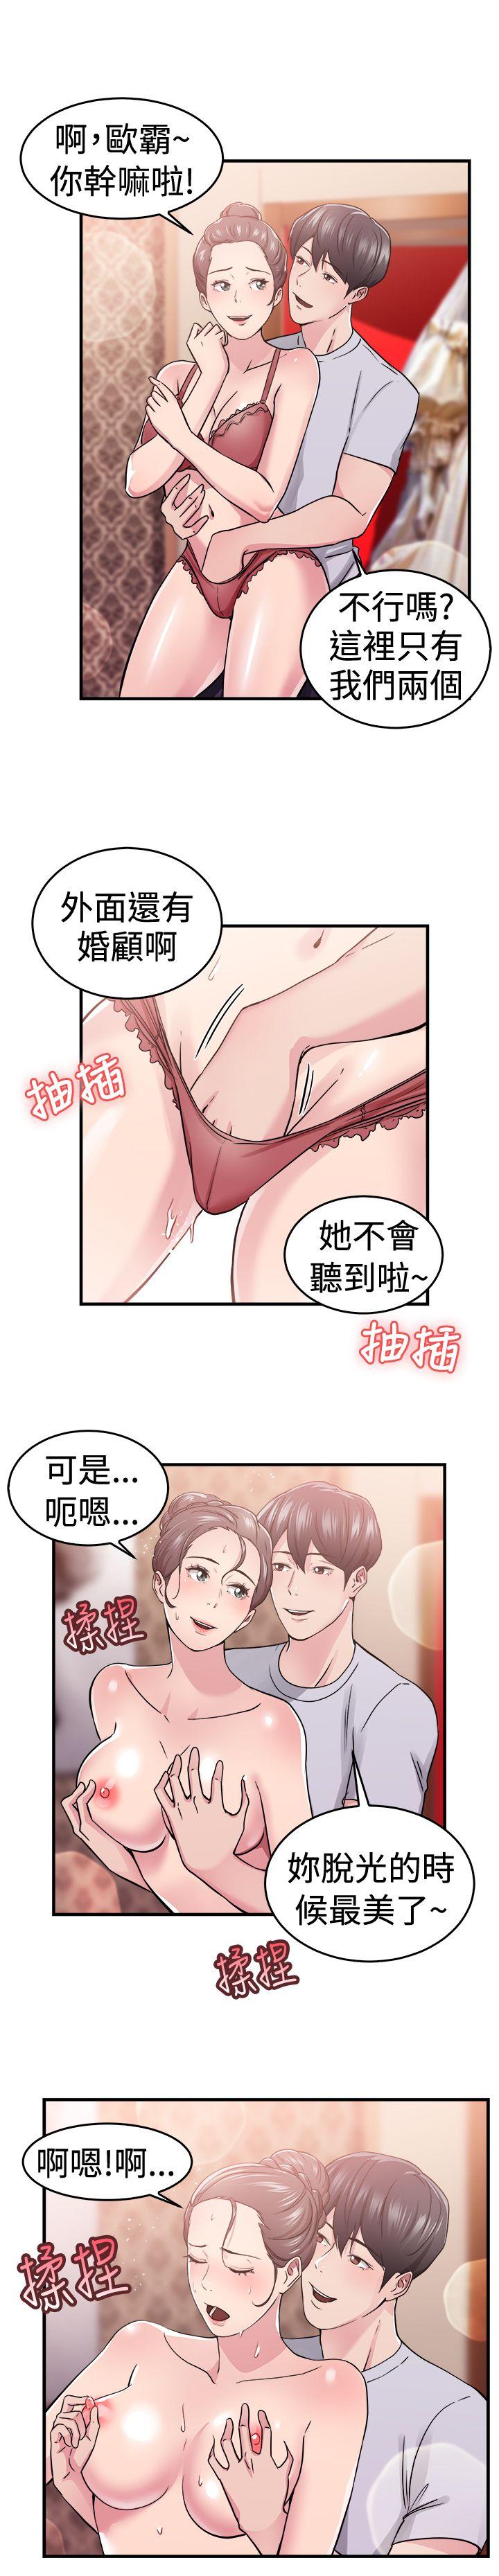 啊，歐霸~
你幹嘛啦!
不行嗎?
這裡只有
我們兩個
外面還有
婚顧啊
抽插
她不會
聽到啦~
抽插
可是...
呃嗯...
揉捏
妳脫光的時
候最美了~
揉捏
啊嗯!啊...
揉捏